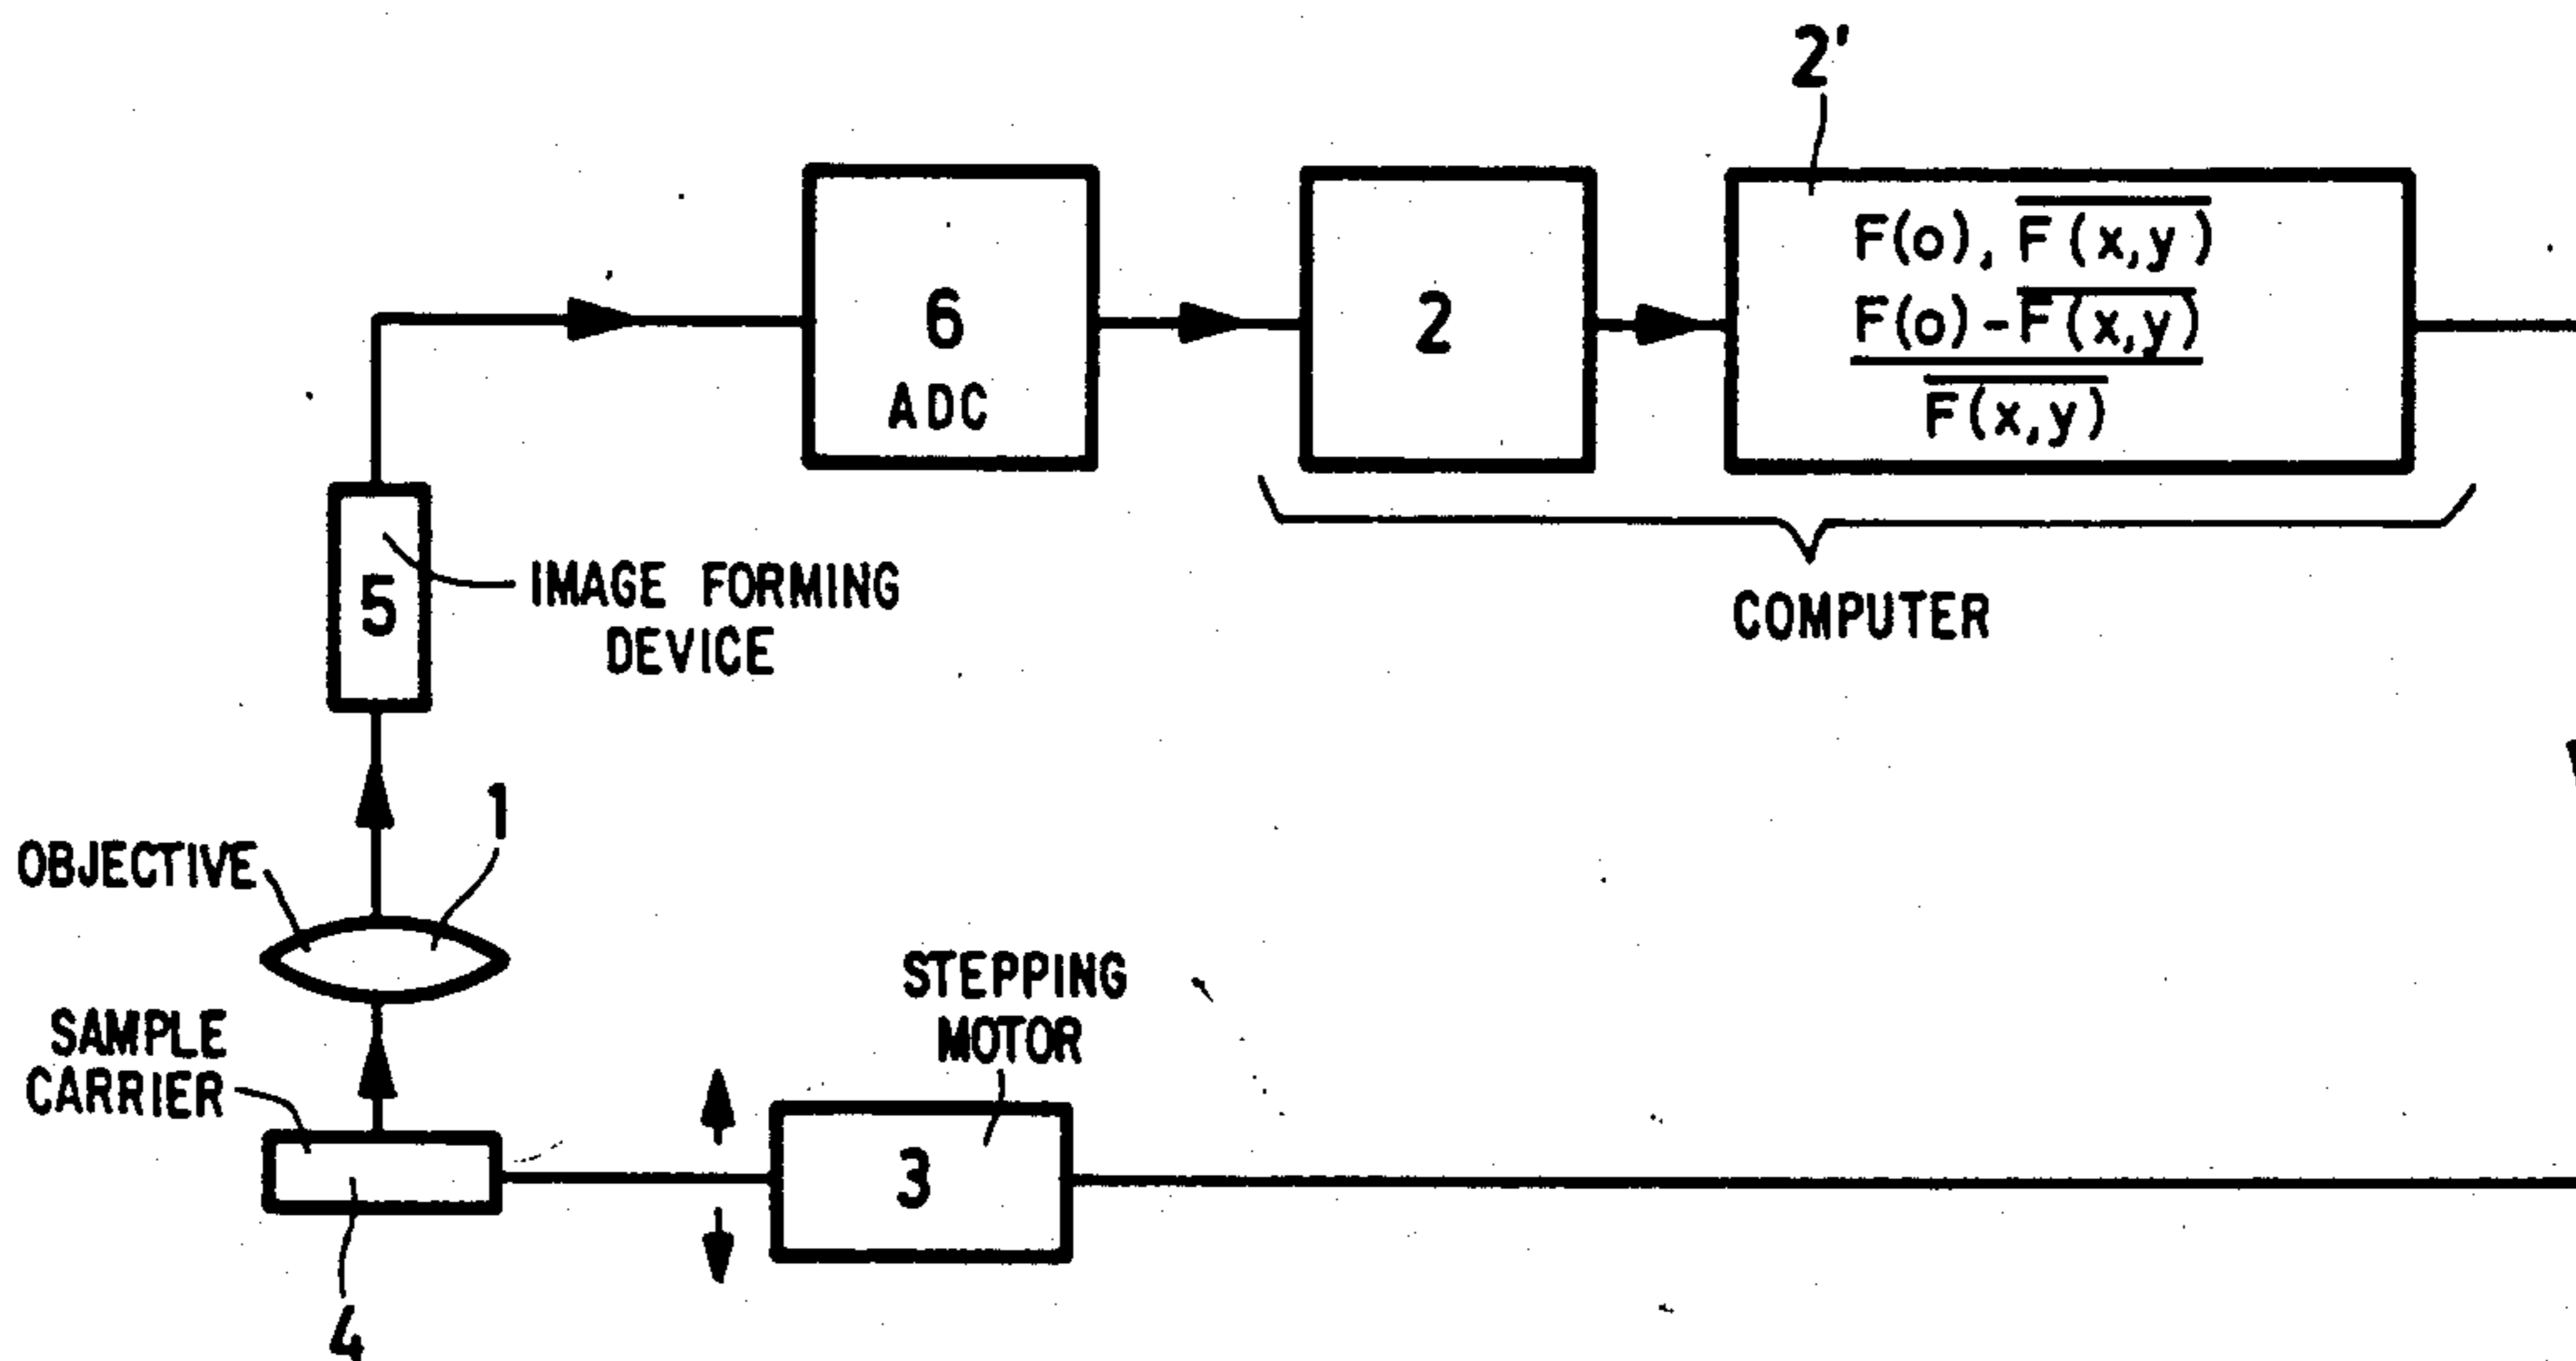 2'
F(o), F(x,y)
F(o)-F(x,y)
F(x,y)
6
ADC
2
COMPUTER
5
IMAGE FORMING
DEVICE
1
OBJECTIVE
SAMPLE
CARRIER
STEPPING
MOTOR
3
4